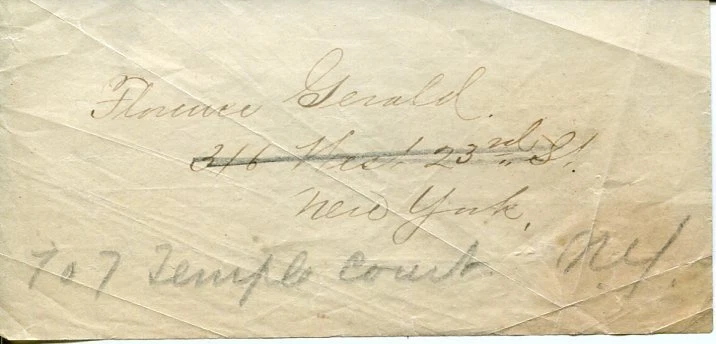 Florence Gerald.
316 West 23rd St.
New York,
707 Temple Court. N.Y.